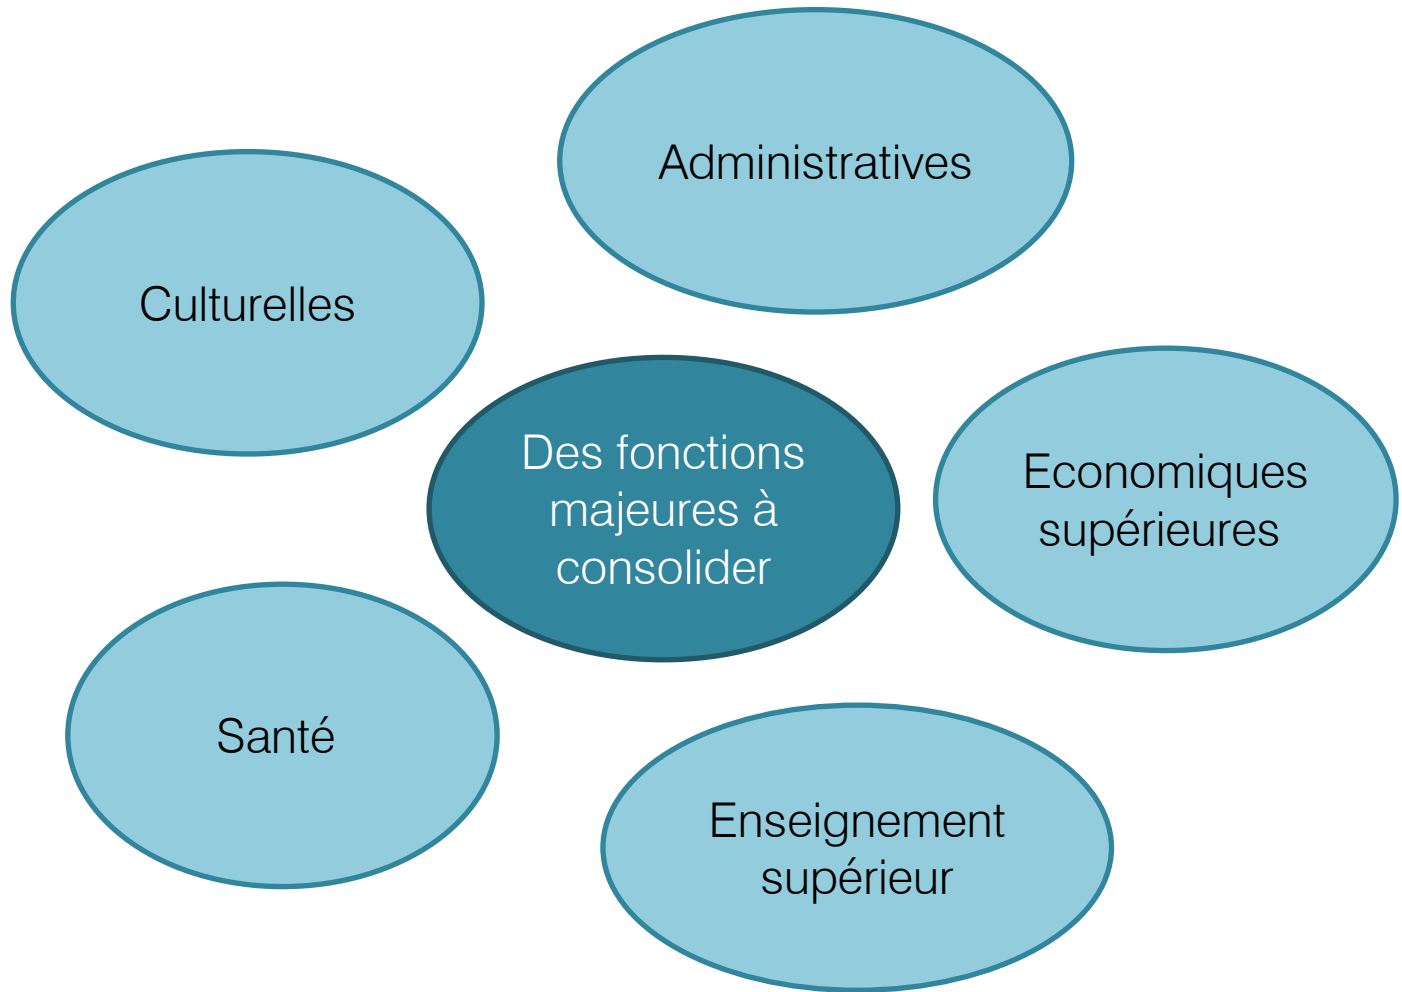 Administratives
Culturelles
Des fonctions
majeures à
consolider
Economiques
supérieures
Santé
Enseignement
supérieur